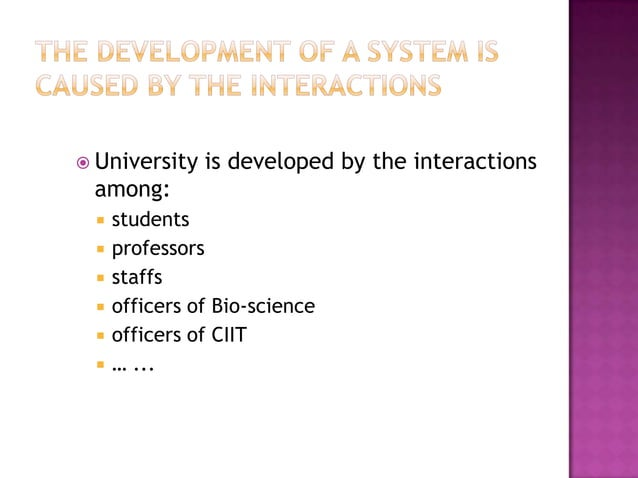 THE DEVELOPMENT OF A SYSTEM IS
CAUSED BY THE INTERACTIONS
University is developed by the interactions
among:
students
professors
staffs
officers of Bio-science
officers of CIIT
… ...